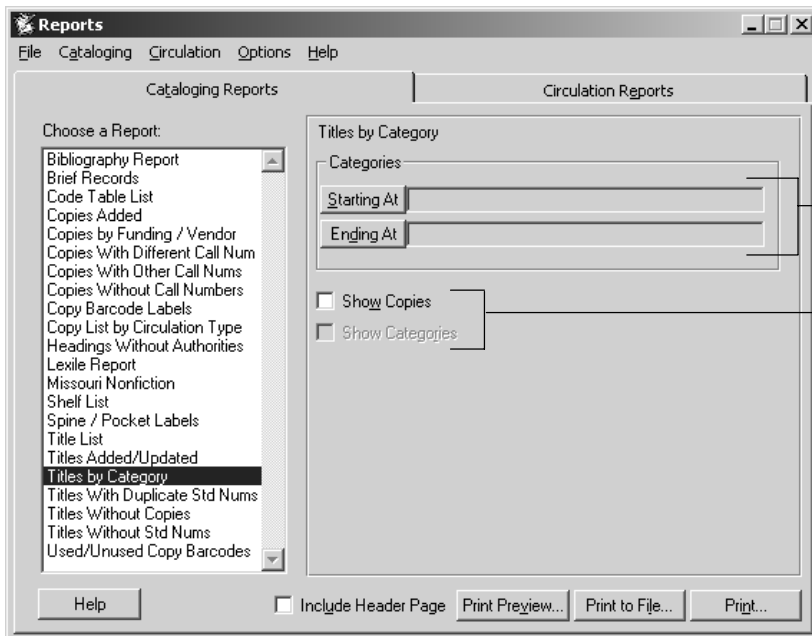 Reports
File Cataloging Circulation Options Help
Cataloging Reports
Circulation Reports
Choose a Report:
Bibliography Report
Brief Records
Code Table List
Copies Added
Copies by Funding / Vendor
Copies With Different Call Num
Copies With Other Call Nums
Copies Without Call Numbers
Copy Barcode Labels
Copy List by Circulation Type
Headings Without Authorities
Lexile Report
Missouri Nonfiction
Shelf List
Spine / Pocket Labels
Title List
Titles Added/Updated
Titles by Category
Titles With Duplicate Std Nums
Titles Without Copies
Titles Without Std Nums
Used/Unused Copy Barcodes
Titles by Category
Categories
Starting At
Ending At
Show Copies
Show Categories
Help
Include Header Page
Print Preview...
Print to File...
Print...